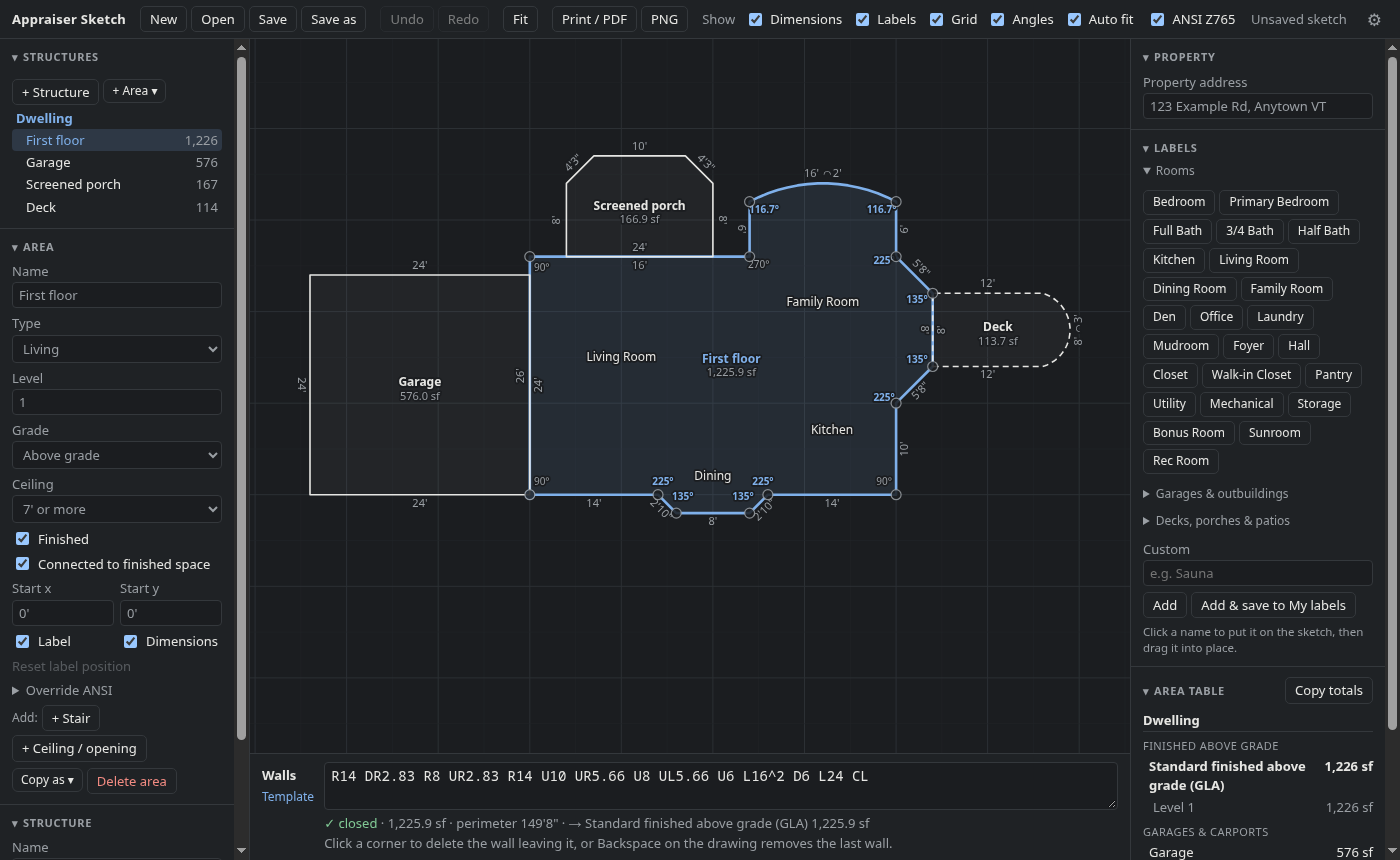 Appraiser Sketch New Open Save Save as Undo Redo Fit Print / PDF PNG Show Dimensions Labels Grid Angles Auto fit ANSI Z765 Unsaved sketch
STRUCTURES
+ Structure + Area ▾
Dwelling
First floor 1,226
Garage 576
Screened porch 167
Deck 114
AREA
Name
First floor
Type
Living
Level
1
Grade
Above grade
Ceiling
7' or more
Finished
Connected to finished space
Start x Start y
0' 0'
Label Dimensions
Reset label position
Override ANSI
Add: + Stair
+ Ceiling / opening
Copy as ▾ Delete area
STRUCTURE
Name
10'
4'3" 4'3"
Screened porch
166.9 sf
8' 8'
24'
16'
16' ◠2'
116.7° 116.7°
6' 6'
90° 270° 225°
5'8"
24'
Family Room
135°
12'
Deck
113.7 sf
8' 8'
8' ◠3'
12'
Living Room
First floor
1,225.9 sf
135°
5'8"
225°
24'
Garage
576.0 sf
26' 24'
Kitchen
10'
Dining
90° 225° 225° 90°
135° 135°
24' 14' 2'10" 8' 2'10" 14'
Walls
Template
R14 DR2.83 R8 UR2.83 R14 U10 UR5.66 U8 UL5.66 U6 L16^2 D6 L24 CL
✓ closed · 1,225.9 sf · perimeter 149'8" · → Standard finished above grade (GLA) 1,225.9 sf
Click a corner to delete the wall leaving it, or Backspace on the drawing removes the last wall.
PROPERTY
Property address
123 Example Rd, Anytown VT
LABELS
Rooms
Bedroom Primary Bedroom
Full Bath 3/4 Bath Half Bath
Kitchen Living Room
Dining Room Family Room
Den Office Laundry
Mudroom Foyer Hall
Closet Walk-in Closet Pantry
Utility Mechanical Storage
Bonus Room Sunroom
Rec Room
Garages & outbuildings
Decks, porches & patios
Custom
e.g. Sauna
Add Add & save to My labels
Click a name to put it on the sketch, then
drag it into place.
AREA TABLE Copy totals
Dwelling
FINISHED ABOVE GRADE
Standard finished above 1,226 sf
grade (GLA)
Level 1 1,226 sf
GARAGES & CARPORTS
Garage 576 sf